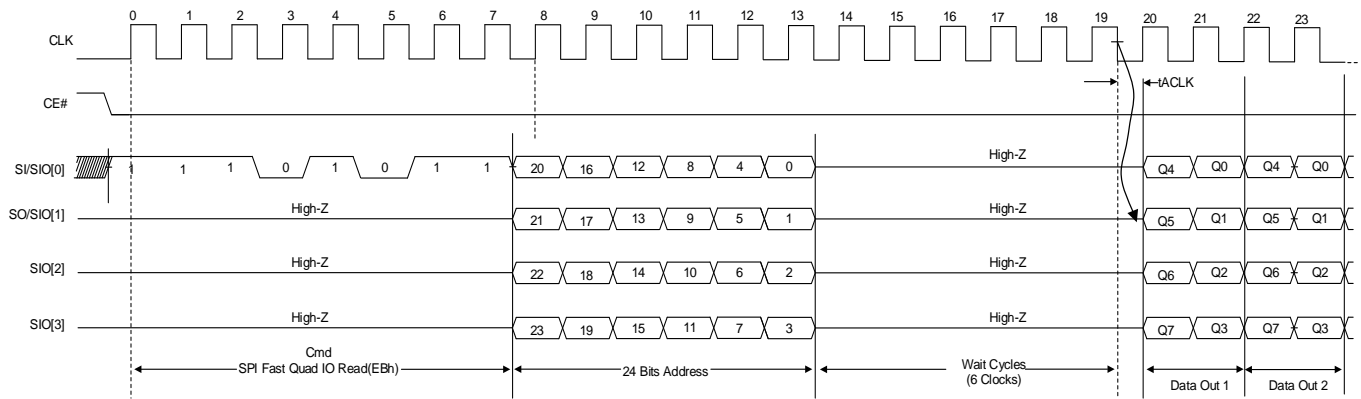 0 1 2 3 4 5 6 7 8 9 10 11 12 13 14 15 16 17 18 19 20 21 22 23
CLK
tACLK
CE#
SI/SIO[0] 1 1 1 0 1 0 1 1 20 16 12 8 4 0 High-Z Q4 Q0 Q4 Q0
SO/SIO[1] High-Z 21 17 13 9 5 1 High-Z Q5 Q1 Q5 Q1
SIO[2] High-Z 22 18 14 10 6 2 High-Z Q6 Q2 Q6 Q2
SIO[3] High-Z 23 19 15 11 7 3 High-Z Q7 Q3 Q7 Q3
Cmd
SPI Fast Quad IO Read(EBh)
24 Bits Address
Wait Cycles
(6 Clocks)
Data Out 1
Data Out 2